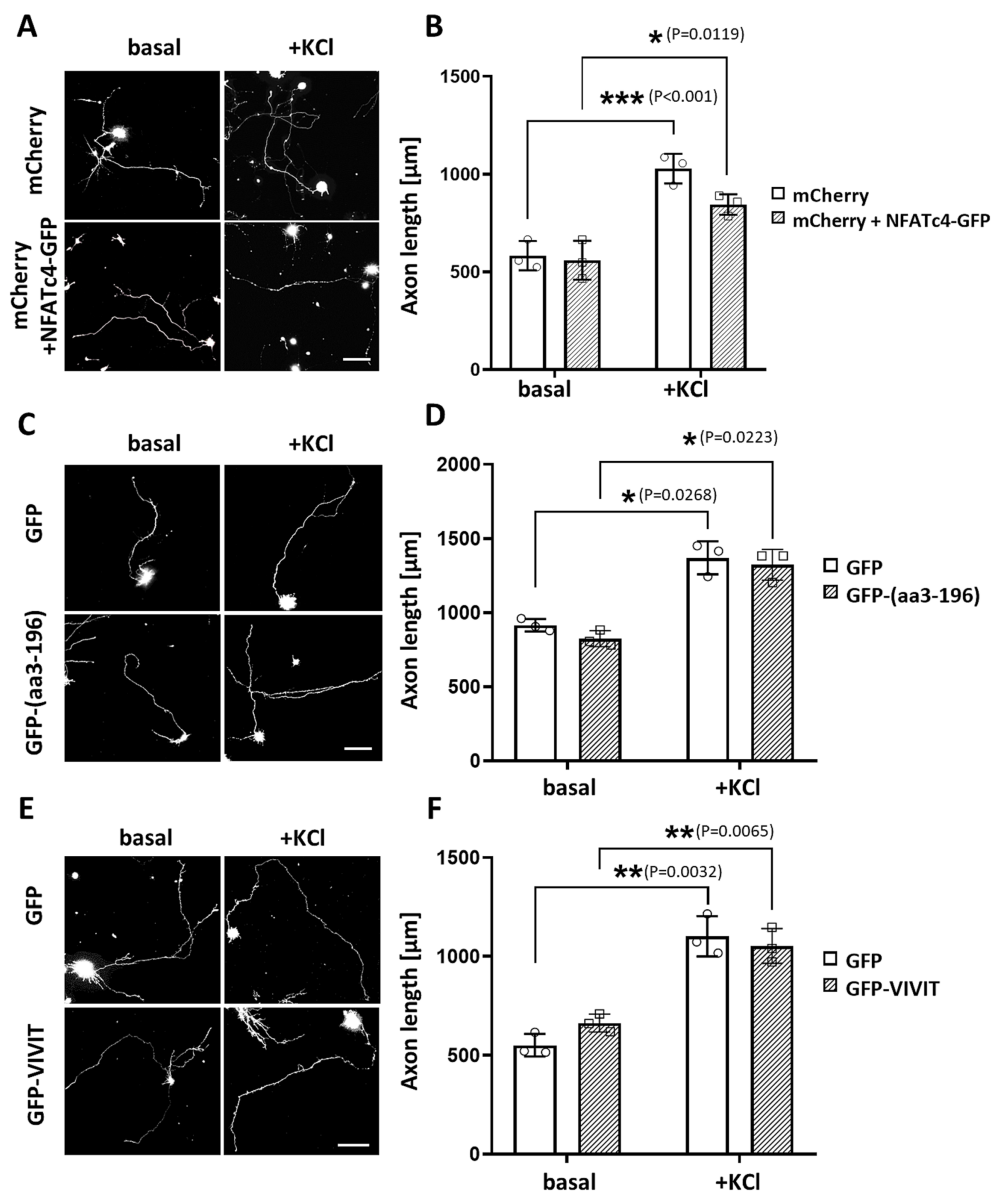 A
basal
+KCl
mCherry
mCherry
+NFATc4-GFP
B
* (P=0.0119)
*** (P<0.001)
1500
1000
500
0
Axon length [µm]
basal
+KCl
mCherry
mCherry + NFATc4-GFP
C
basal
+KCl
GFP
GFP-(aa3-196)
D
* (P=0.0223)
* (P=0.0268)
2000
1500
1000
500
0
Axon length [µm]
basal
+KCl
GFP
GFP-(aa3-196)
E
basal
+KCl
GFP
GFP-VIVIT
F
** (P=0.0065)
** (P=0.0032)
1500
1000
500
0
Axon length [µm]
basal
+KCl
GFP
GFP-VIVIT